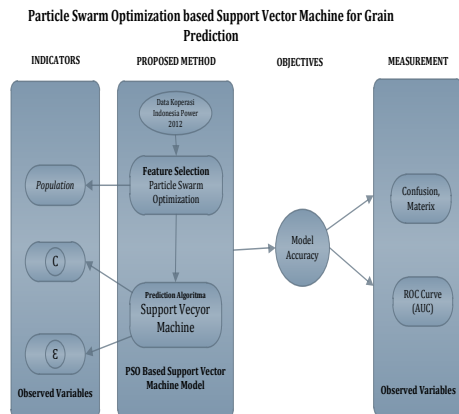 Particle Swarm Optimization based Support Vector Machine for Grain
Prediction
INDICATORS
PROPOSED METHOD
OBJECTIVES
MEASUREMENT
Data Koperasi
Indonesia Power
2012
Feature Selection
Particle Swarm
Optimization
Population
C
Prediction Algoritma
Support Vecyor
Machine
ε
Observed Variables
PSO Based Support Vector
Machine Model
Model
Accuracy
Confusion,
Materix
ROC Curve
(AUC)
Observed Variables